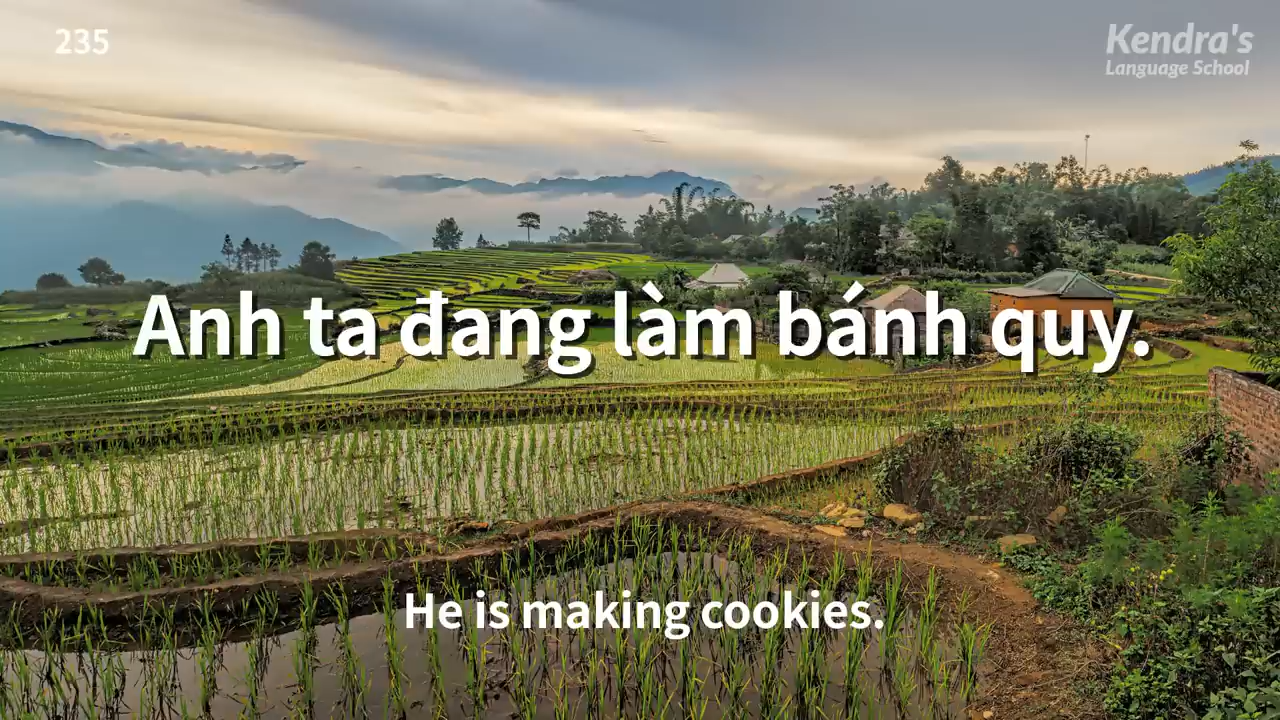 235
Kendra's
Language School
Anh ta đang làm bánh quy.
He is making cookies.